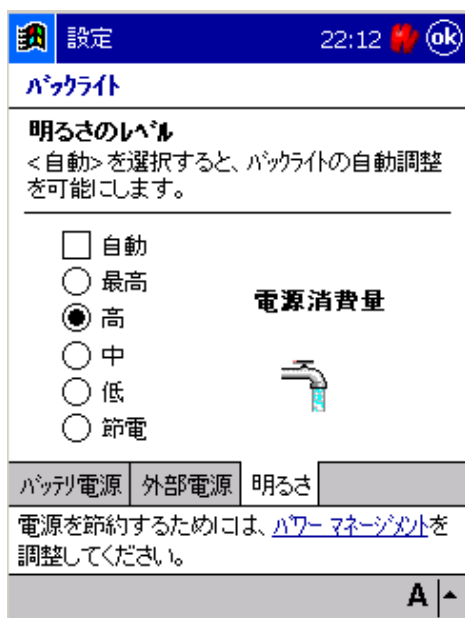 設定 22:12 ok
バックライト
明るさのレベル
<自動>を選択すると、バックライトの自動調整
を可能にします。
自動
最高
高
電源消費量
中
低
節電
バッテリ電源 外部電源 明るさ
電源を節約するためには、パワー マネージメントを
調整してください。
A